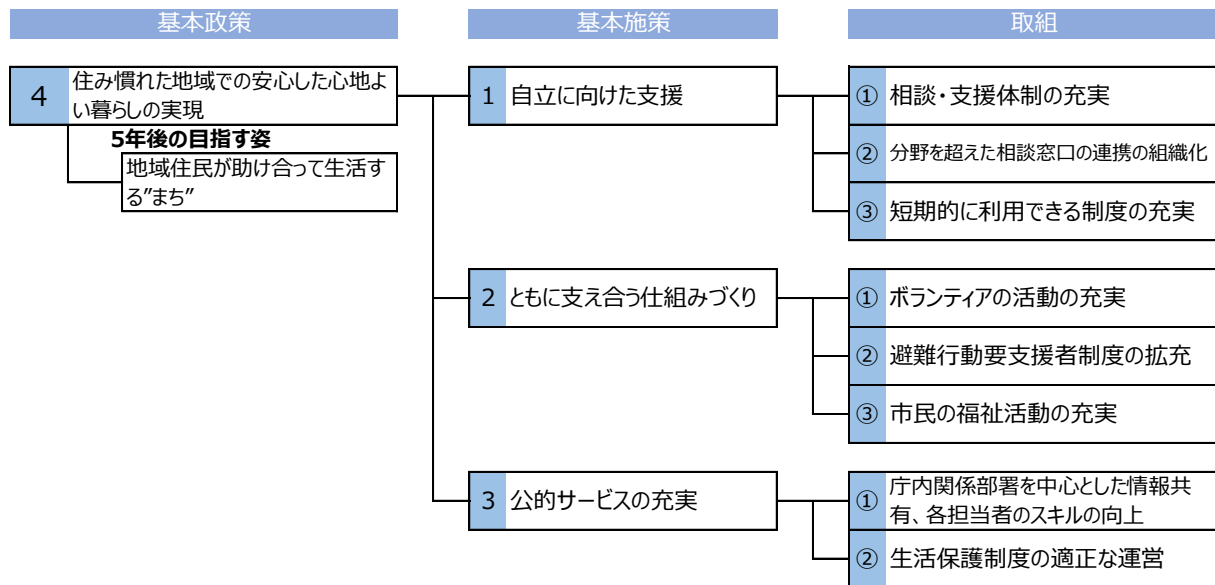 基本政策
基本施策
取組
4
住み慣れた地域での安心した心地よ
い暮らしの実現
5年後の目指す姿
地域住民が助け合って生活す
る"まち"
1 自立に向けた支援
① 相談・支援体制の充実
② 分野を超えた相談窓口の連携の組織化
③ 短期的に利用できる制度の充実
2 ともに支え合う仕組みづくり
① ボランティアの活動の充実
② 避難行動要支援者制度の拡充
③ 市民の福祉活動の充実
3 公的サービスの充実
①
庁内関係部署を中心とした情報共
有、各担当者のスキルの向上
② 生活保護制度の適正な運営